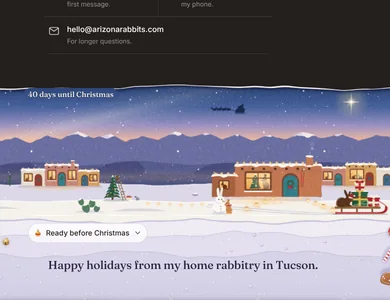 first message.
my phone.
hello@arizonarabbits.com
For longer questions.
40 days until Christmas
Ready before Christmas
Happy holidays from my home rabbitry in Tucson.